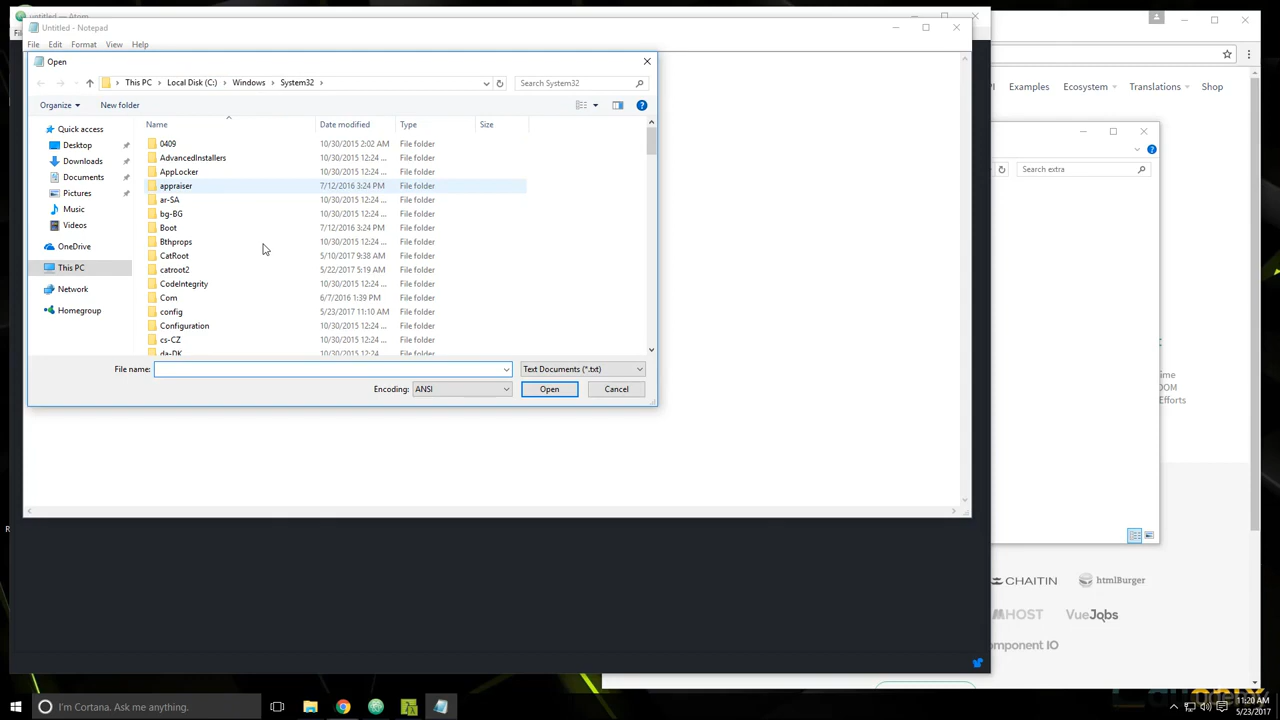 untitled — Atom
Untitled - Notepad
File Edit Format View Help
Open
This PC Local Disk (C:) Windows System32
Search System32
Organize New folder
Name Date modified Type Size
Quick access
Desktop
Downloads
Documents
Pictures
Music
Videos
OneDrive
This PC
Network
Homegroup
0409 10/30/2015 2:02 AM File folder
AdvancedInstallers 10/30/2015 12:24 ... File folder
AppLocker 10/30/2015 12:24 ... File folder
appraiser 7/12/2016 3:24 PM File folder
ar-SA 10/30/2015 12:24 ... File folder
bg-BG 10/30/2015 12:24 ... File folder
Boot 7/12/2016 3:24 PM File folder
Bthprops 10/30/2015 12:24 ... File folder
CatRoot 5/10/2017 9:38 AM File folder
catroot2 5/22/2017 5:19 AM File folder
CodeIntegrity 10/30/2015 12:24 ... File folder
Com 6/7/2016 1:39 PM File folder
config 5/23/2017 11:10 AM File folder
Configuration 10/30/2015 12:24 ... File folder
cs-CZ 10/30/2015 12:24 ... File folder
da-DK 10/30/2015 12:24 ... File folder
File name: Text Documents (*.txt)
Encoding: ANSI Open Cancel
Examples Ecosystem Translations Shop
Search extra
ime
DOM
Efforts
CHAITIN htmlBurger
MHOST VueJobs
omponent IO
I'm Cortana. Ask me anything.
11:20 AM
5/23/2017